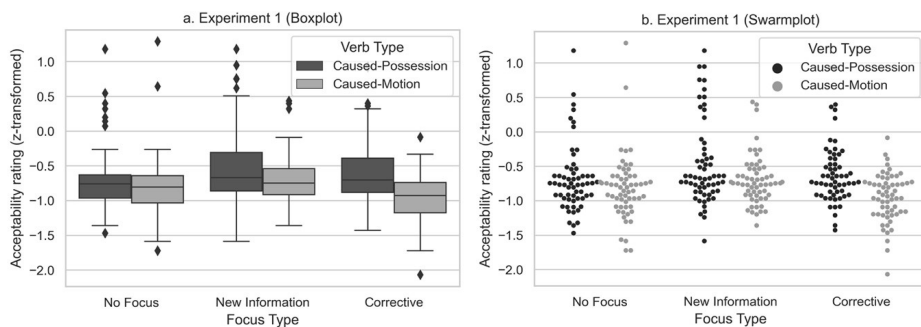 a. Experiment 1 (Boxplot)
Acceptability rating (z-transformed)
1.0
0.5
0.0
−0.5
−1.0
−1.5
−2.0
Verb Type
Caused-Possession
Caused-Motion
No Focus
New Information
Corrective
Focus Type
b. Experiment 1 (Swarmplot)
Acceptability rating (z-transformed)
1.0
0.5
0.0
−0.5
−1.0
−1.5
−2.0
Verb Type
Caused-Possession
Caused-Motion
No Focus
New Information
Corrective
Focus Type